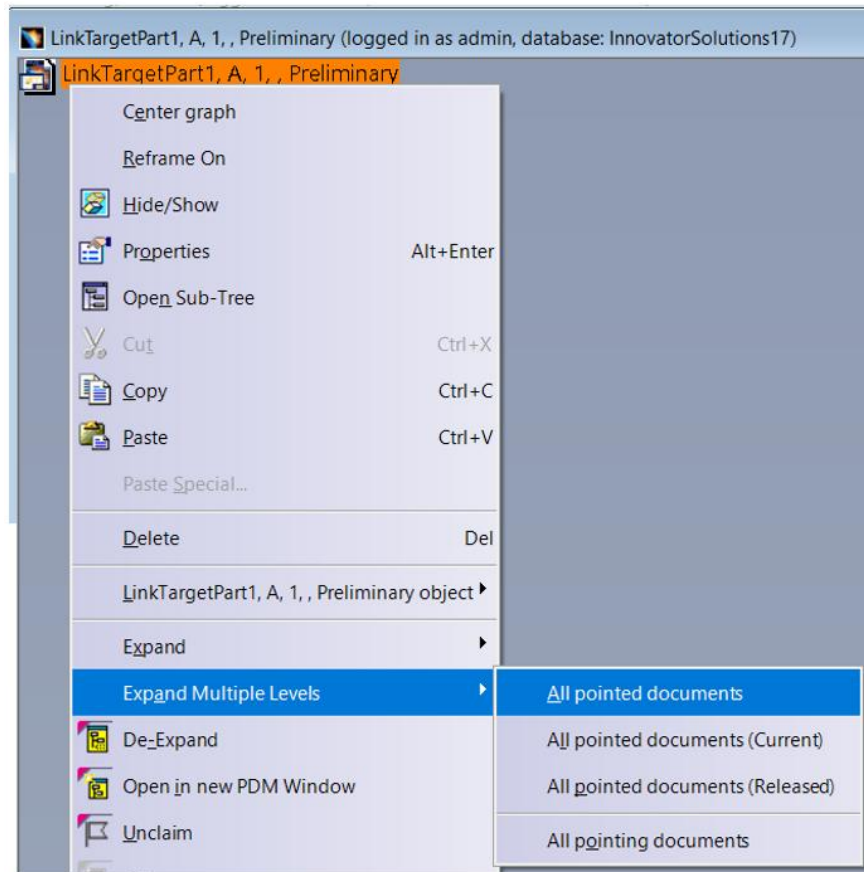 LinkTargetPart1, A, 1, , Preliminary (logged in as admin, database: InnovatorSolutions17)
LinkTargetPart1, A, 1, , Preliminary
Center graph
Reframe On
Hide/Show
Properties Alt+Enter
Open Sub-Tree
Cut Ctrl+X
Copy Ctrl+C
Paste Ctrl+V
Paste Special...
Delete Del
LinkTargetPart1, A, 1, , Preliminary object
Expand
Expand Multiple Levels All pointed documents
De-Expand All pointed documents (Current)
Open in new PDM Window All pointed documents (Released)
Unclaim All pointing documents